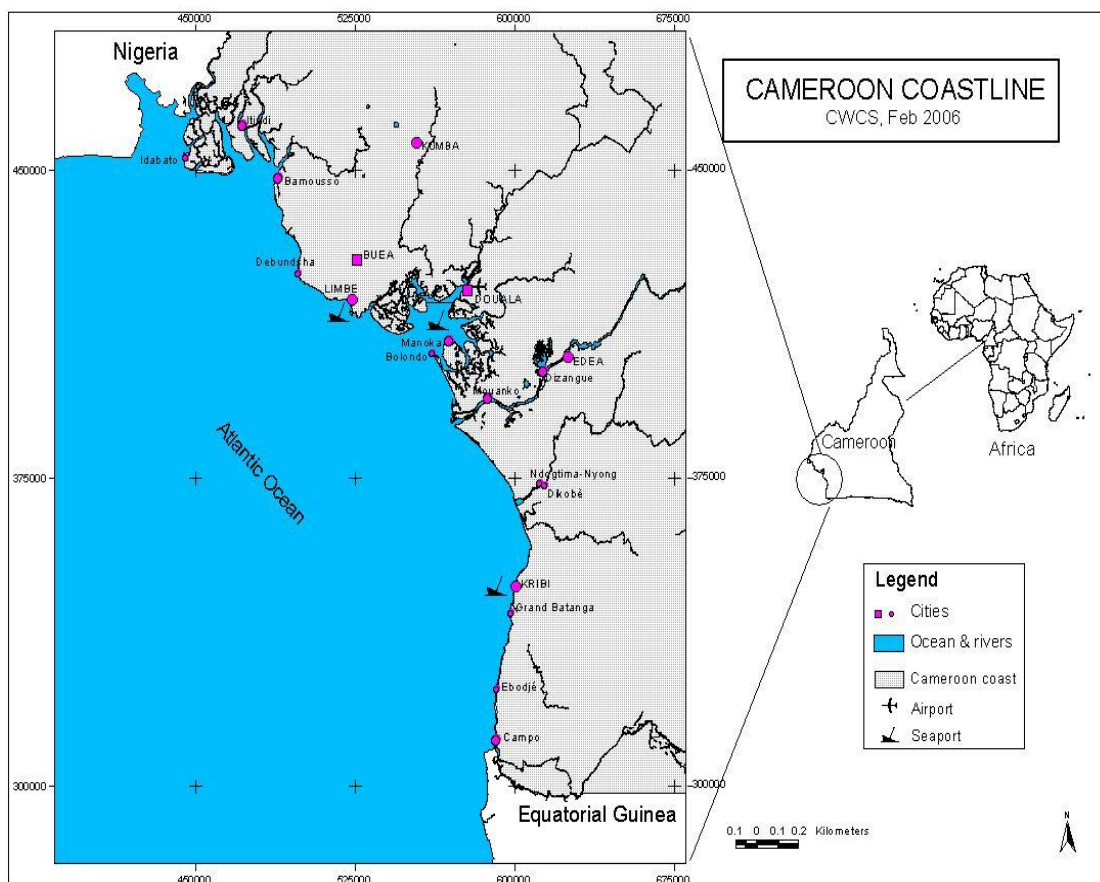 450000 525000 600000 675000
Nigeria
CAMEROON COASTLINE
CWCS, Feb 2006
KUMBA
Idabato
450000 450000
Bamousso
BUEA
Debundsha
LIMBE
DOUALA
Manoka
Bolondo
EDEA
Dizangue
Mouanko
Atlantic Ocean
Cameroon
Africa
375000 375000
Ndogtima-Nyong
Dikobè
KRIBI
Grand Batanga
Ebodjé
Campo
Legend
Cities
Ocean & rivers
Cameroon coast
Airport
Seaport
300000 300000
Equatorial Guinea
0.1 0 0.1 0.2 Kilometers
N
450000 525000 600000 675000